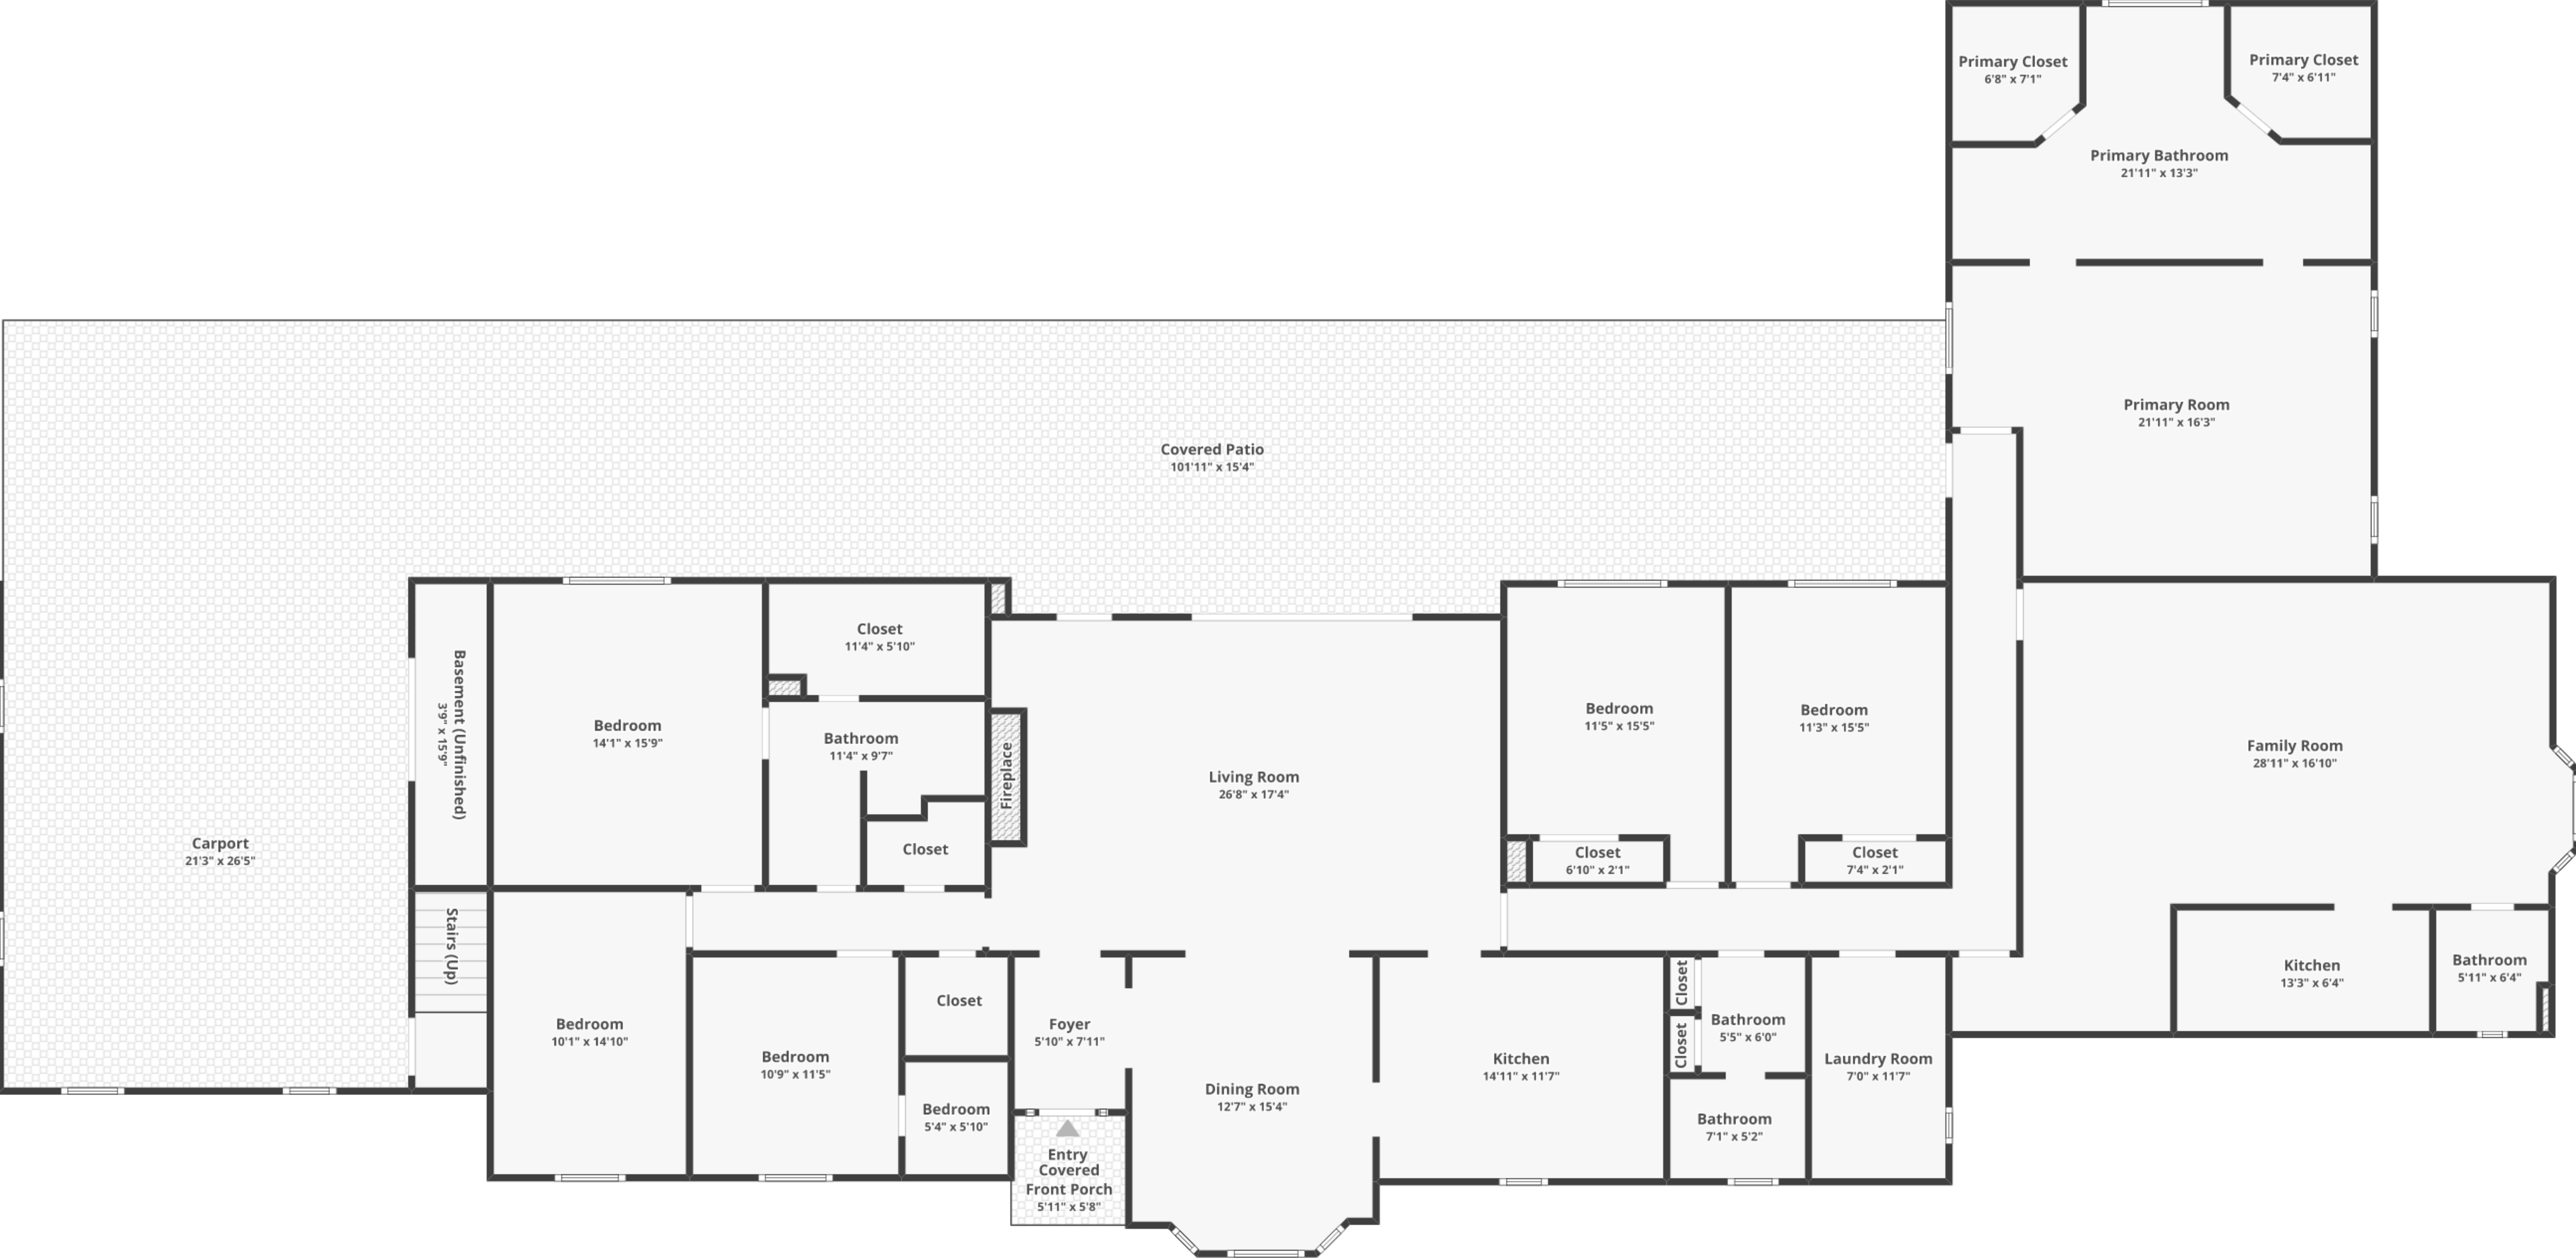 Primary Closet
6'8" x 7'1"
Primary Closet
7'4" x 6'11"
Primary Bathroom
21'11" x 13'3"
Primary Room
21'11" x 16'3"
Covered Patio
101'11" x 15'4"
Closet
11'4" x 5'10"
Basement (Unfinished)
3'9" x 15'9"
Bedroom
14'1" x 15'9"
Bathroom
11'4" x 9'7"
Fireplace
Living Room
26'8" x 17'4"
Bedroom
11'5" x 15'5"
Bedroom
11'3" x 15'5"
Family Room
28'11" x 16'10"
Carport
21'3" x 26'5"
Closet
Closet
6'10" x 2'1"
Closet
7'4" x 2'1"
Stairs (Up)
Bedroom
10'1" x 14'10"
Bedroom
10'9" x 11'5"
Closet
Foyer
5'10" x 7'11"
Closet
Closet
Bathroom
5'5" x 6'0"
Kitchen
13'3" x 6'4"
Bathroom
5'11" x 6'4"
Kitchen
14'11" x 11'7"
Laundry Room
7'0" x 11'7"
Dining Room
12'7" x 15'4"
Bedroom
5'4" x 5'10"
Bathroom
7'1" x 5'2"
Entry
Covered
Front Porch
5'11" x 5'8"